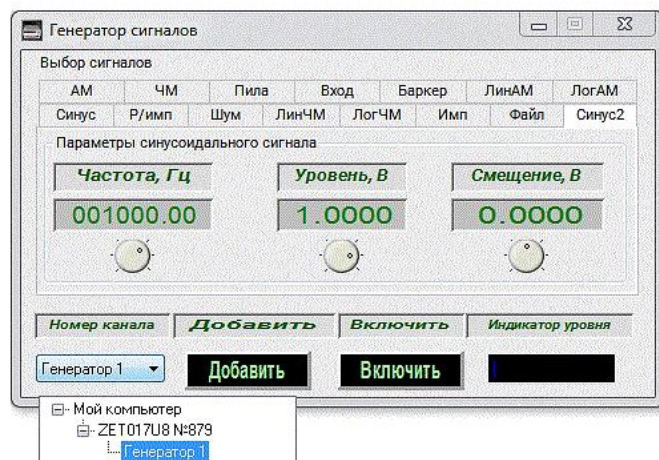 Генератор сигналов
Выбор сигналов
АМ ЧМ Пила Вход Баркер ЛинАМ ЛогАМ
Синус Р/имп Шум ЛинЧМ ЛогЧМ Имп Файл Синус2
Параметры синусоидального сигнала
Частота, Гц Уровень, В Смещение, В
001000.00 1.0000 0.0000
Номер канала Добавить Включить Индикатор уровня
Генератор 1 Добавить Включить
Мой компьютер
ZET017U8 №879
Генератор 1